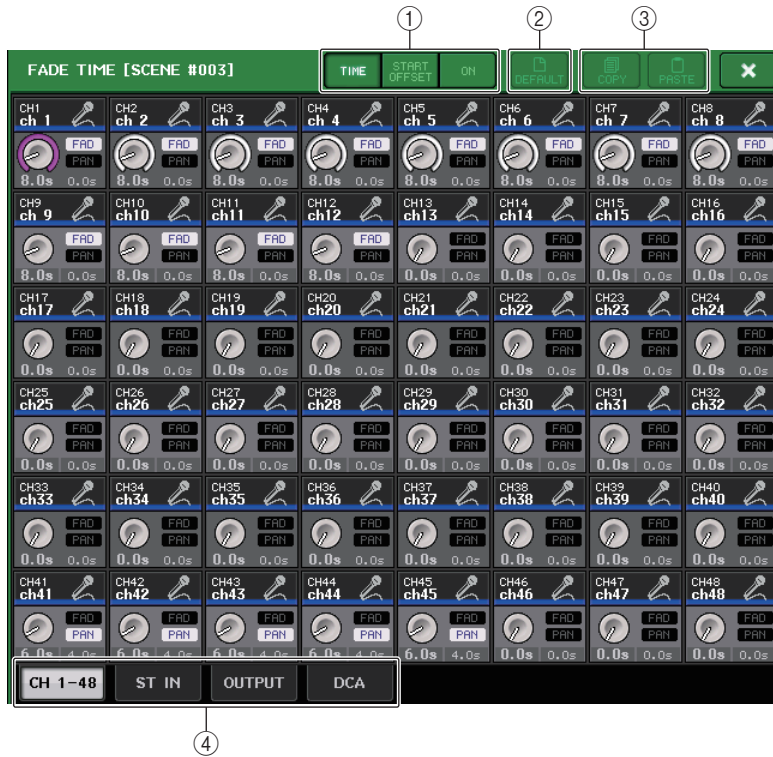 ① ② ③
FADE TIME [SCENE #003] TIME START OFFSET ON DEFAULT COPY PASTE ×
CH1 CH2 CH3 CH4 CH5 CH6 CH7 CH8
ch 1 ch 2 ch 3 ch 4 ch 5 ch 6 ch 7 ch 8
FAD FAD FAD FAD FAD FAD FAD FAD
PAN PAN PAN PAN PAN PAN PAN PAN
8.0s 0.0s 8.0s 0.0s 8.0s 0.0s 8.0s 0.0s 8.0s 0.0s 8.0s 0.0s 8.0s 0.0s 8.0s 0.0s
CH9 CH10 CH11 CH12 CH13 CH14 CH15 CH16
ch 9 ch10 ch11 ch12 ch13 ch14 ch15 ch16
FAD FAD FAD FAD FAD FAD FAD FAD
PAN PAN PAN PAN PAN PAN PAN PAN
8.0s 0.0s 8.0s 0.0s 8.0s 0.0s 8.0s 0.0s 0.0s 0.0s 0.0s 0.0s 0.0s 0.0s 0.0s 0.0s
CH17 CH18 CH19 CH20 CH21 CH22 CH23 CH24
ch17 ch18 ch19 ch20 ch21 ch22 ch23 ch24
FAD FAD FAD FAD FAD FAD FAD FAD
PAN PAN PAN PAN PAN PAN PAN PAN
0.0s 0.0s 0.0s 0.0s 0.0s 0.0s 0.0s 0.0s 0.0s 0.0s 0.0s 0.0s 0.0s 0.0s 0.0s 0.0s
CH25 CH26 CH27 CH28 CH29 CH30 CH31 CH32
ch25 ch26 ch27 ch28 ch29 ch30 ch31 ch32
FAD FAD FAD FAD FAD FAD FAD FAD
PAN PAN PAN PAN PAN PAN PAN PAN
0.0s 0.0s 0.0s 0.0s 0.0s 0.0s 0.0s 0.0s 0.0s 0.0s 0.0s 0.0s 0.0s 0.0s 0.0s 0.0s
CH33 CH34 CH35 CH36 CH37 CH38 CH39 CH40
ch33 ch34 ch35 ch36 ch37 ch38 ch39 ch40
FAD FAD FAD FAD FAD FAD FAD FAD
PAN PAN PAN PAN PAN PAN PAN PAN
0.0s 0.0s 0.0s 0.0s 0.0s 0.0s 0.0s 0.0s 0.0s 0.0s 0.0s 0.0s 0.0s 0.0s 0.0s 0.0s
CH41 CH42 CH43 CH44 CH45 CH46 CH47 CH48
ch41 ch42 ch43 ch44 ch45 ch46 ch47 ch48
FAD FAD FAD FAD FAD FAD FAD FAD
PAN PAN PAN PAN PAN PAN PAN PAN
6.0s 4.0s 6.0s 4.0s 6.0s 4.0s 6.0s 4.0s 6.0s 4.0s 0.0s 0.0s 0.0s 0.0s 0.0s 0.0s
CH 1-48 ST IN OUTPUT DCA
④